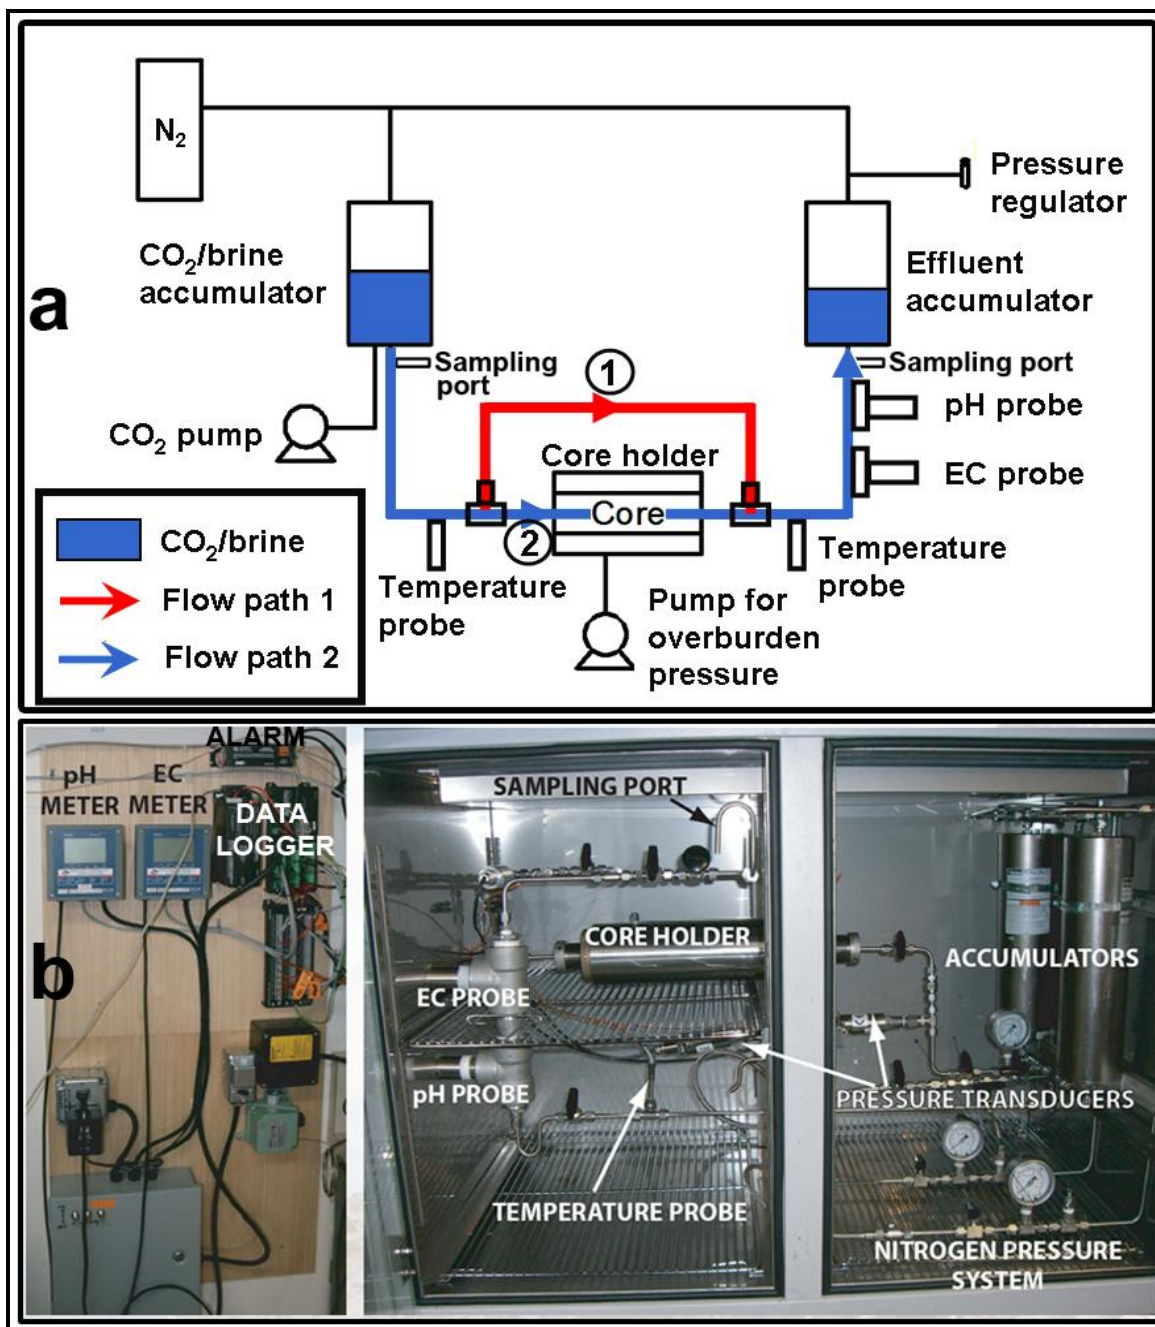 a
N₂
CO₂/brine
accumulator
Pressure
regulator
Effluent
accumulator
Sampling
port
Sampling port
1
pH probe
CO₂ pump
Core holder
EC probe
Core
2
CO₂/brine
Flow path 1
Flow path 2
Temperature
probe
Pump for
overburden
pressure
Temperature
probe
b
ALARM
pH
METER
EC
METER
DATA
LOGGER
SAMPLING PORT
CORE HOLDER
EC PROBE
pH PROBE
TEMPERATURE PROBE
ACCUMULATORS
PRESSURE TRANSDUCERS
NITROGEN PRESSURE
SYSTEM